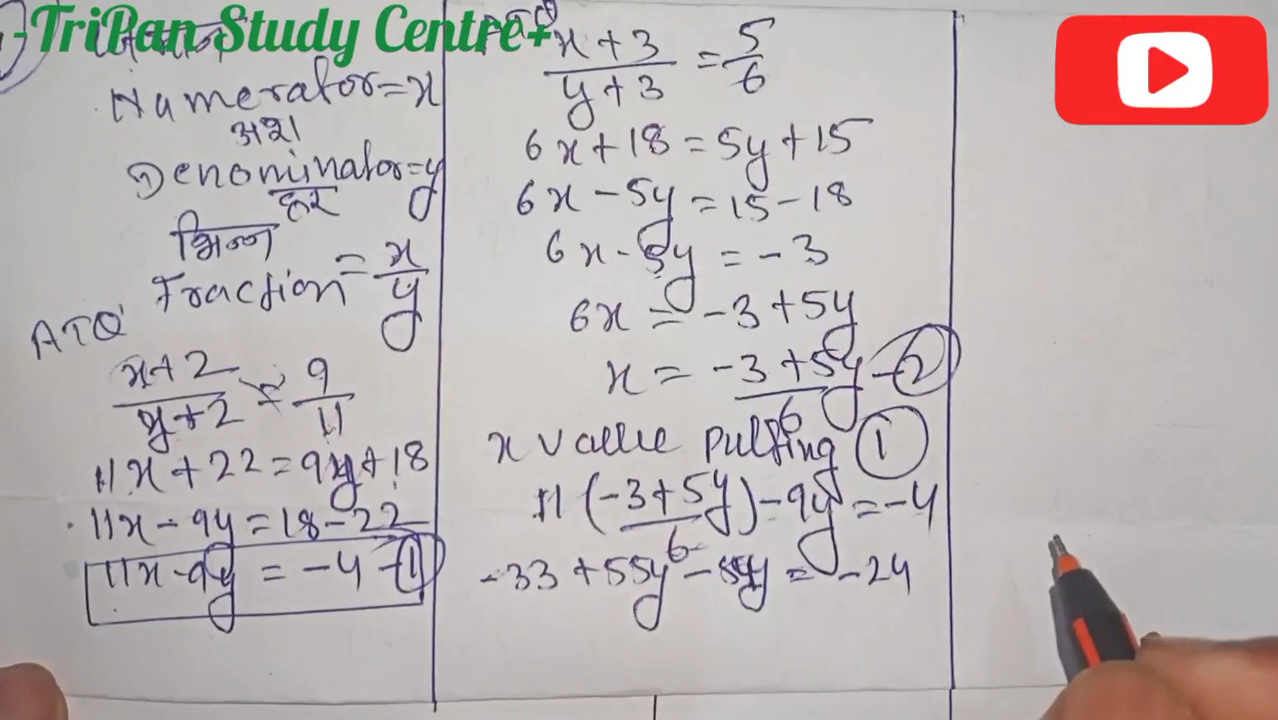 -TriPan Study Centre+
Numerator=x
अंश
Denominator=y
हर
भिन्न
Fraction = x/y
ATQ
x+2/y+2 = 9/11
11x+22=9y+18
11x-9y=18-22
11x-9y = -4 -①
x+3/y+3 = 5/6
6x+18=5y+15
6x-5y=15-18
6x-5y = -3
6x = -3+5y
x = -3+5y/6 -②
x value putting ①
11(-3+5y/6)-9y=-4
-33+55y-54y = -24